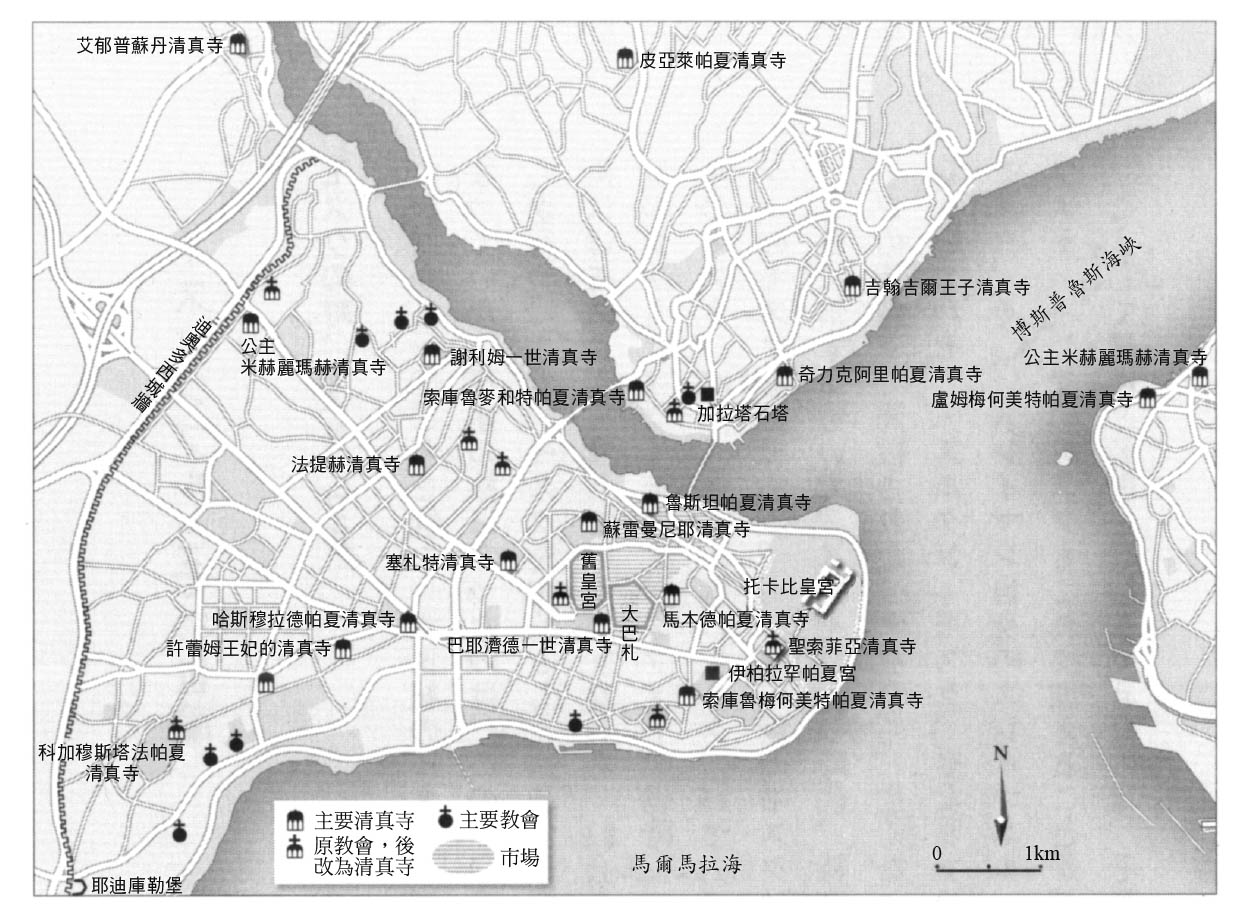 艾郁普蘇丹清真寺
皮亞萊帕夏清真寺
吉翰吉爾王子清真寺
博斯普魯斯海峽
迪奧多西城牆
公主
米赫麗瑪赫清真寺
謝利姆一世清真寺
索庫魯麥和特帕夏清真寺
加拉塔石塔
奇力克阿里帕夏清真寺
公主米赫麗瑪赫清真寺
盧姆梅何美特帕夏清真寺
法提赫清真寺
魯斯坦帕夏清真寺
蘇雷曼尼耶清真寺
塞札特清真寺
舊皇宮
大巴札
托卡比皇宮
馬木德帕夏清真寺
哈斯穆拉德帕夏清真寺
巴耶濟德一世清真寺
許蕾姆王妃的清真寺
聖索菲亞清真寺
伊柏拉罕帕夏宮
索庫魯梅何美特帕夏清真寺
科加穆斯塔法帕夏
清真寺
耶迪庫勒堡
主要清真寺
主要教會
原教會，後
改為清真寺
市場
馬爾馬拉海
N
0 1km